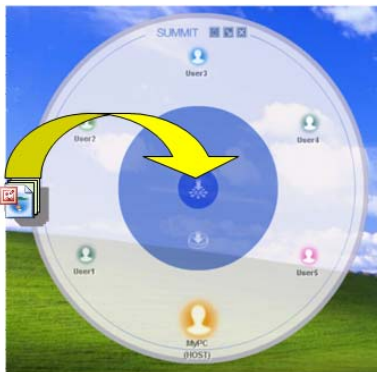 SUMMIT
User3
User2
User4
User1
User5
MyPC
(HOST)